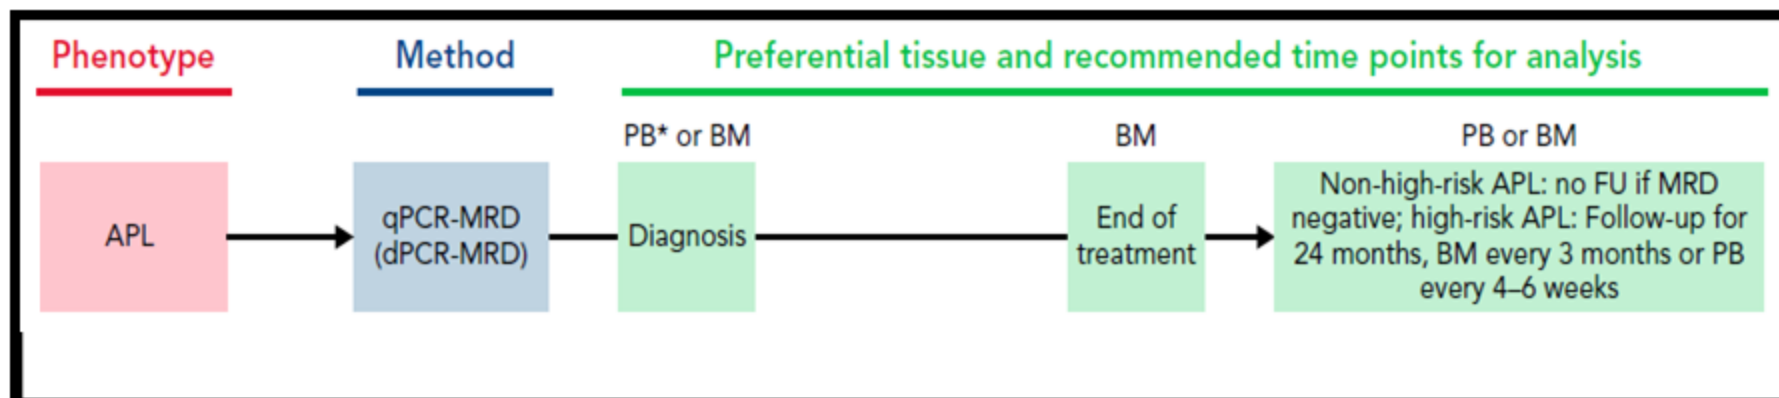 Phenotype
Method
Preferential tissue and recommended time points for analysis
PB* or BM
BM
PB or BM
APL
qPCR-MRD
(dPCR-MRD)
Diagnosis
End of
treatment
Non-high-risk APL: no FU if MRD
negative; high-risk APL: Follow-up for
24 months, BM every 3 months or PB
every 4–6 weeks